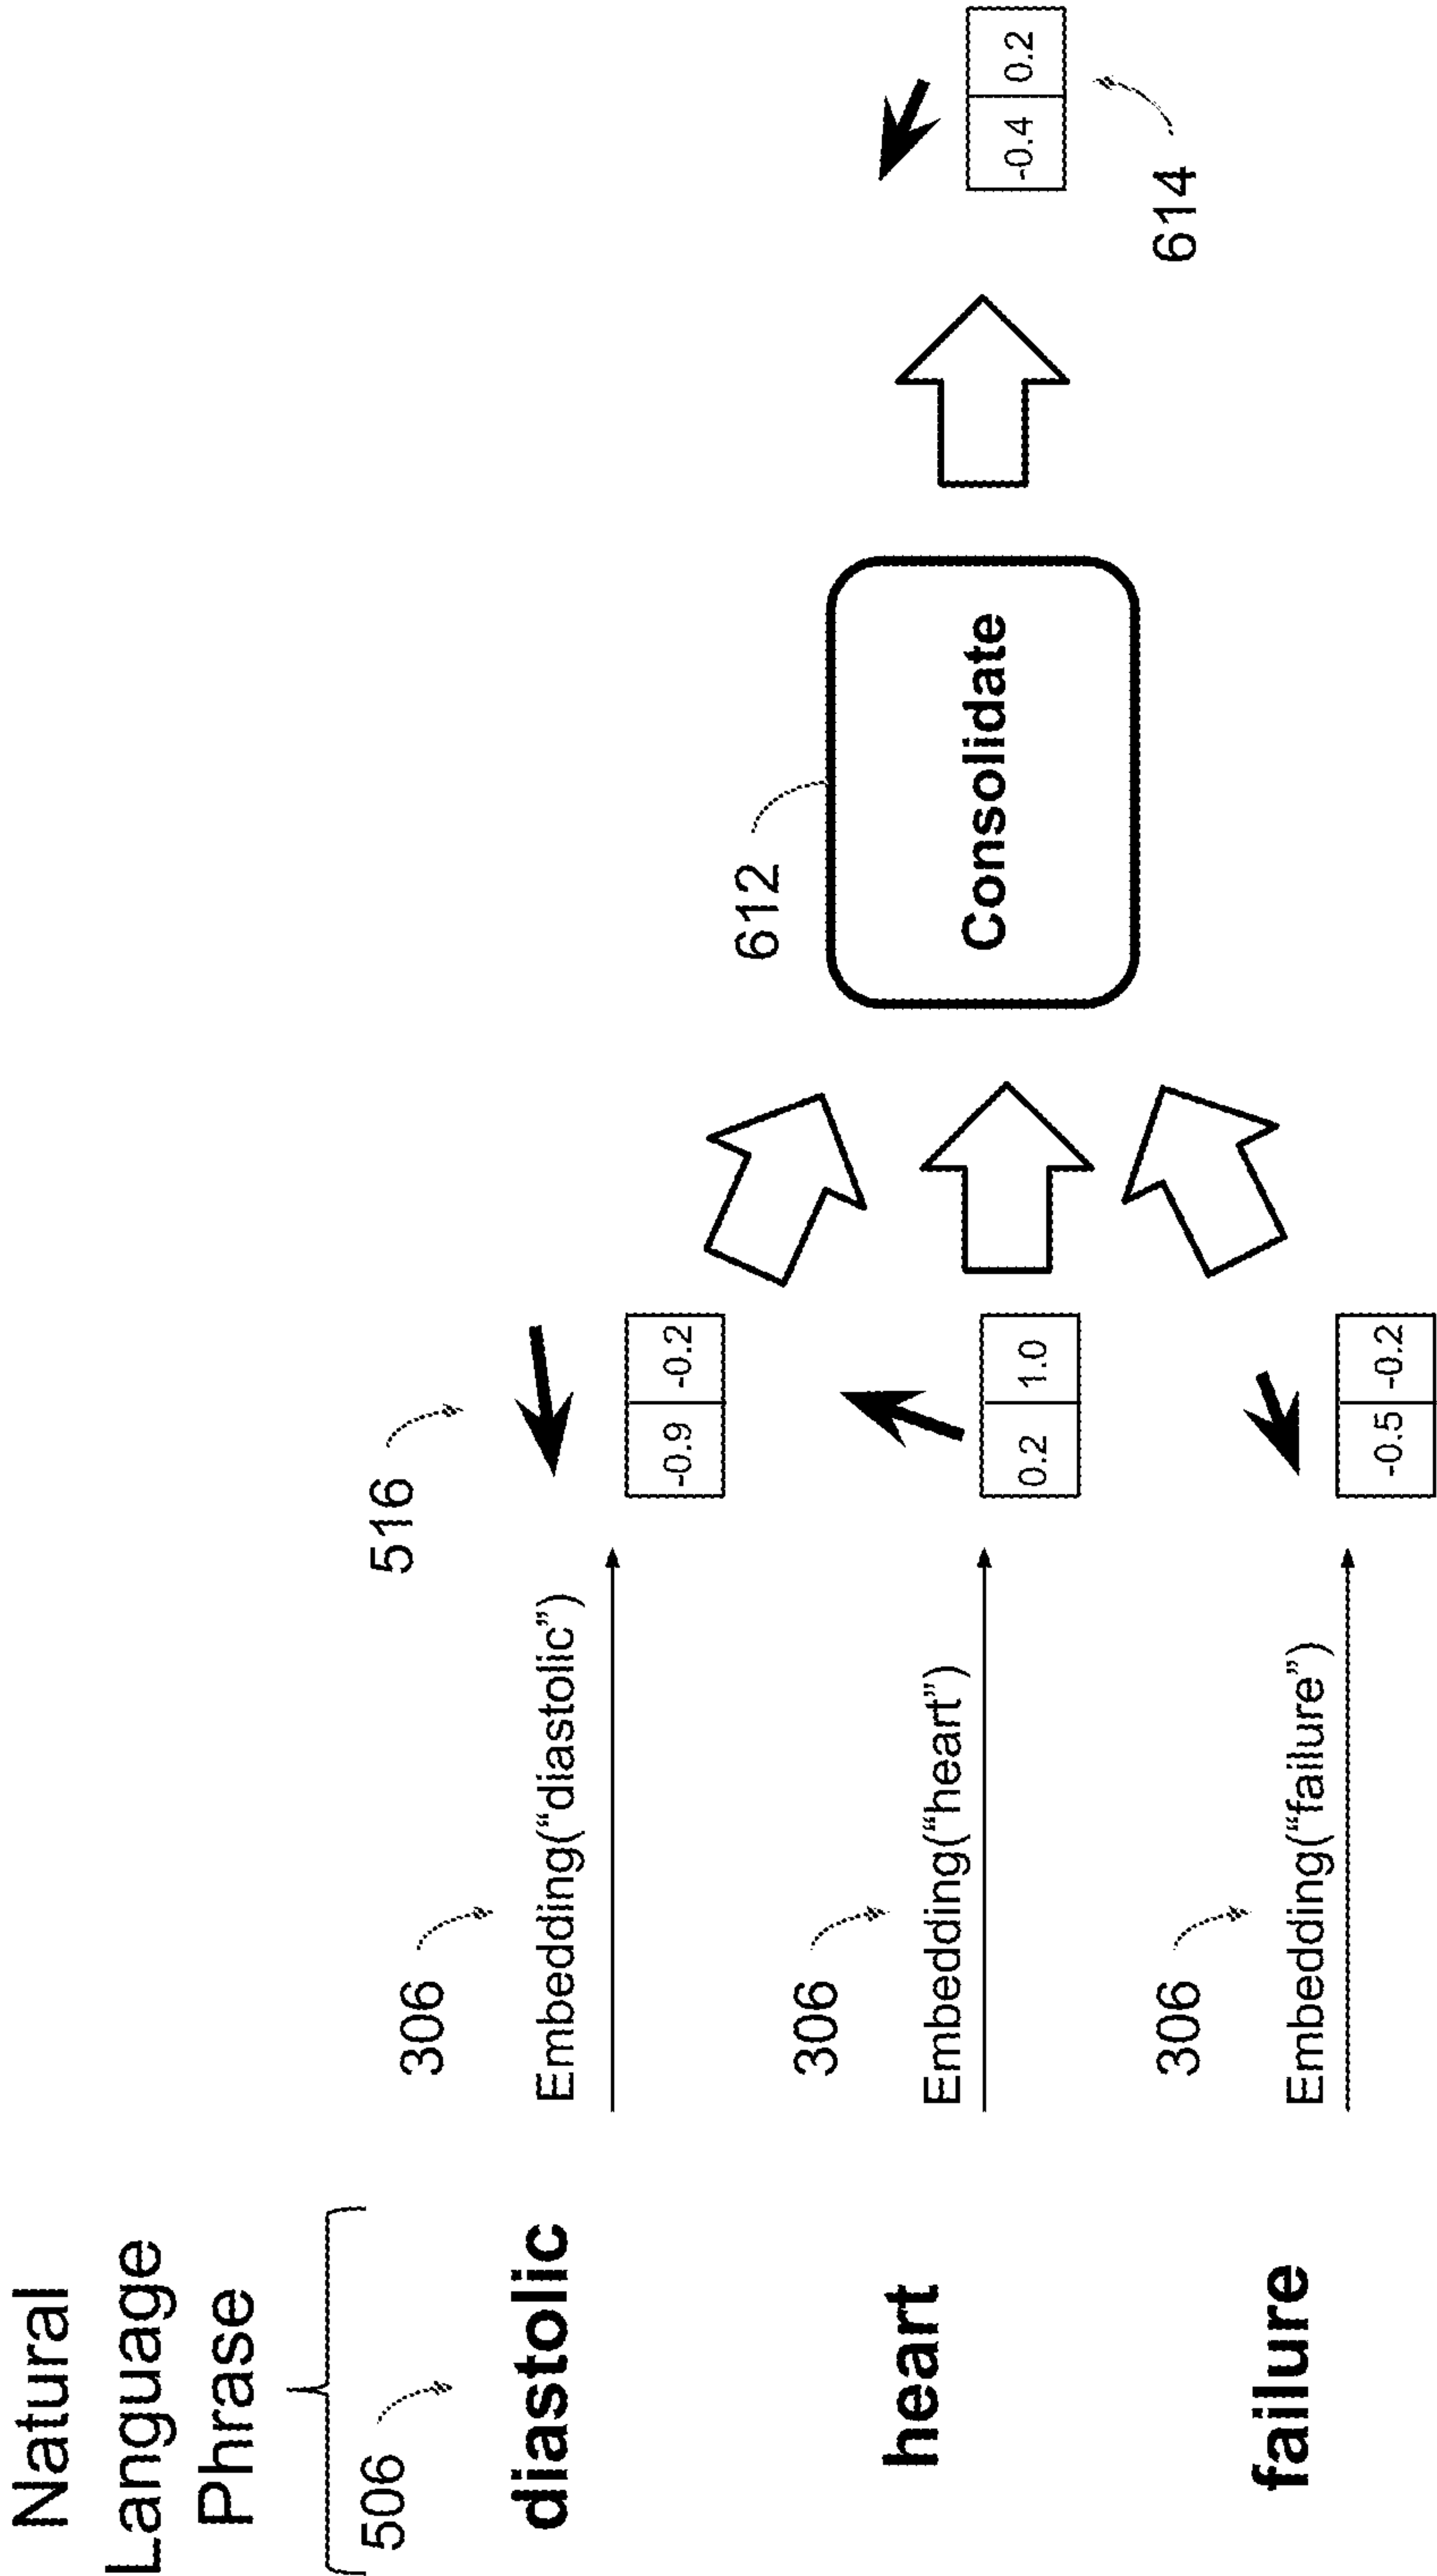 Natural
Language
Phrase
506
diastolic
306
Embedding(“diastolic”)
516
-0.9 -0.2
heart
306
Embedding(“heart”)
0.2 1.0
failure
306
Embedding(“failure”)
-0.5 -0.2
612
Consolidate
-0.4 0.2
614